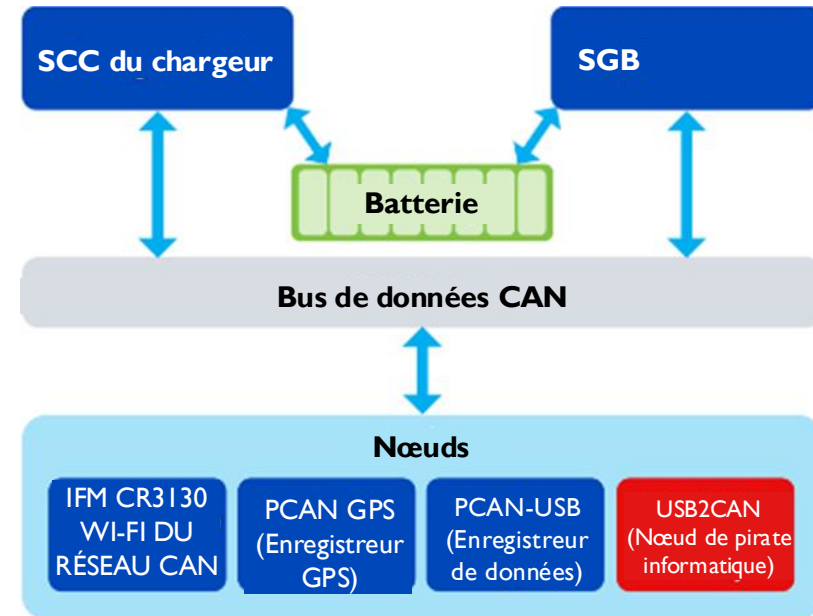 SCC du chargeur
SGB
Batterie
Bus de données CAN
Nœuds
IFM CR3130
WI-FI DU
RÉSEAU CAN
PCAN GPS
(Enregistreur
GPS)
PCAN-USB
(Enregistreur
de données)
USB2CAN
(Nœud de pirate
informatique)